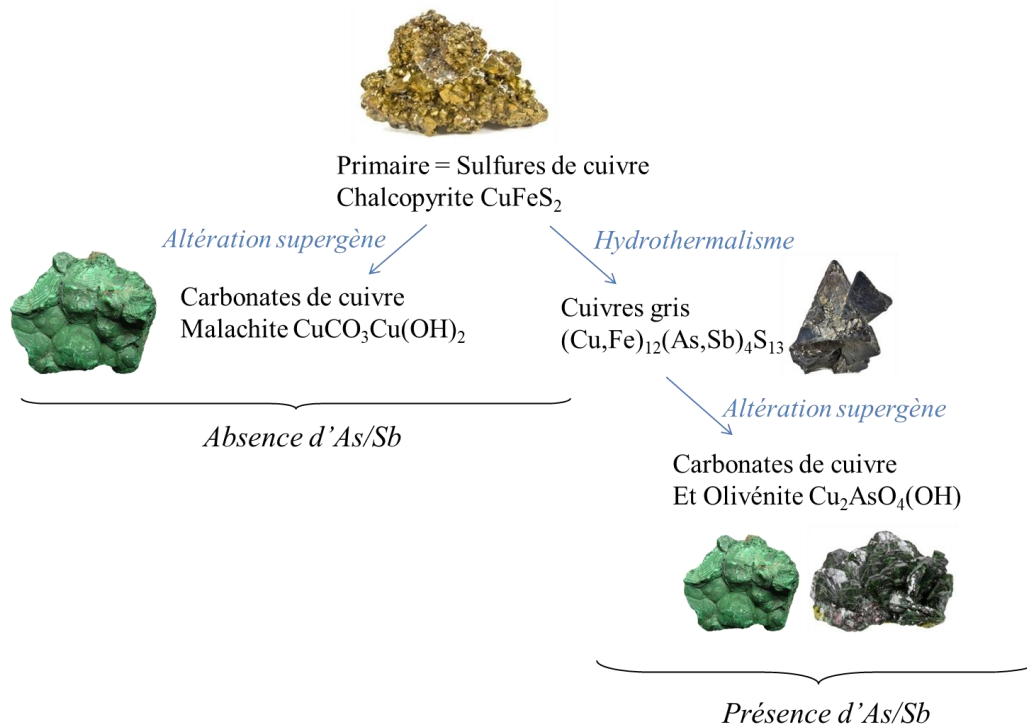 Primaire = Sulfures de cuivre
Chalcopyrite CuFeS₂
Altération supergène
Hydrothermalisme
Carbonates de cuivre
Malachite CuCO₃Cu(OH)₂
Cuivres gris
(Cu,Fe)₁₂(As,Sb)₄S₁₃
Absence d’As/Sb
Altération supergène
Carbonates de cuivre
Et Olivénite Cu₂AsO₄(OH)
Présence d’As/Sb